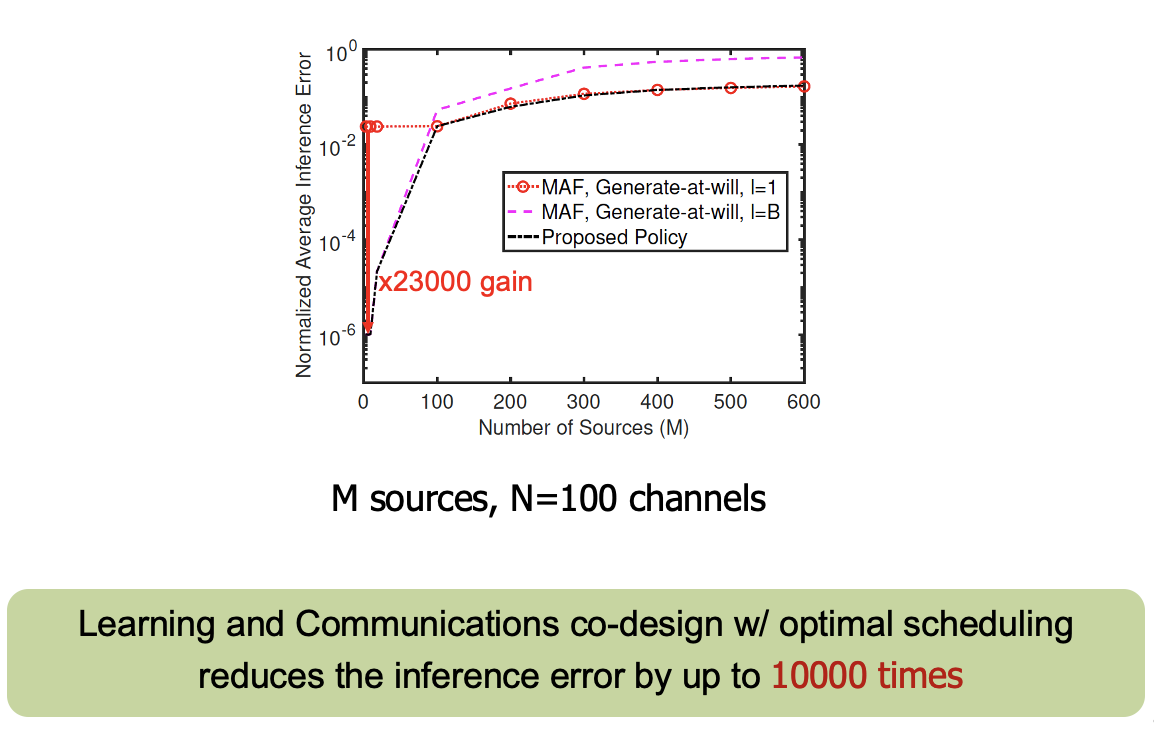 Normalized Average Inference Error
10^0
10^-2
10^-4
10^-6
MAF, Generate-at-will, l=1
MAF, Generate-at-will, l=B
Proposed Policy
x23000 gain
0 100 200 300 400 500 600
Number of Sources (M)
M sources, N=100 channels
Learning and Communications co-design w/ optimal scheduling
reduces the inference error by up to 10000 times